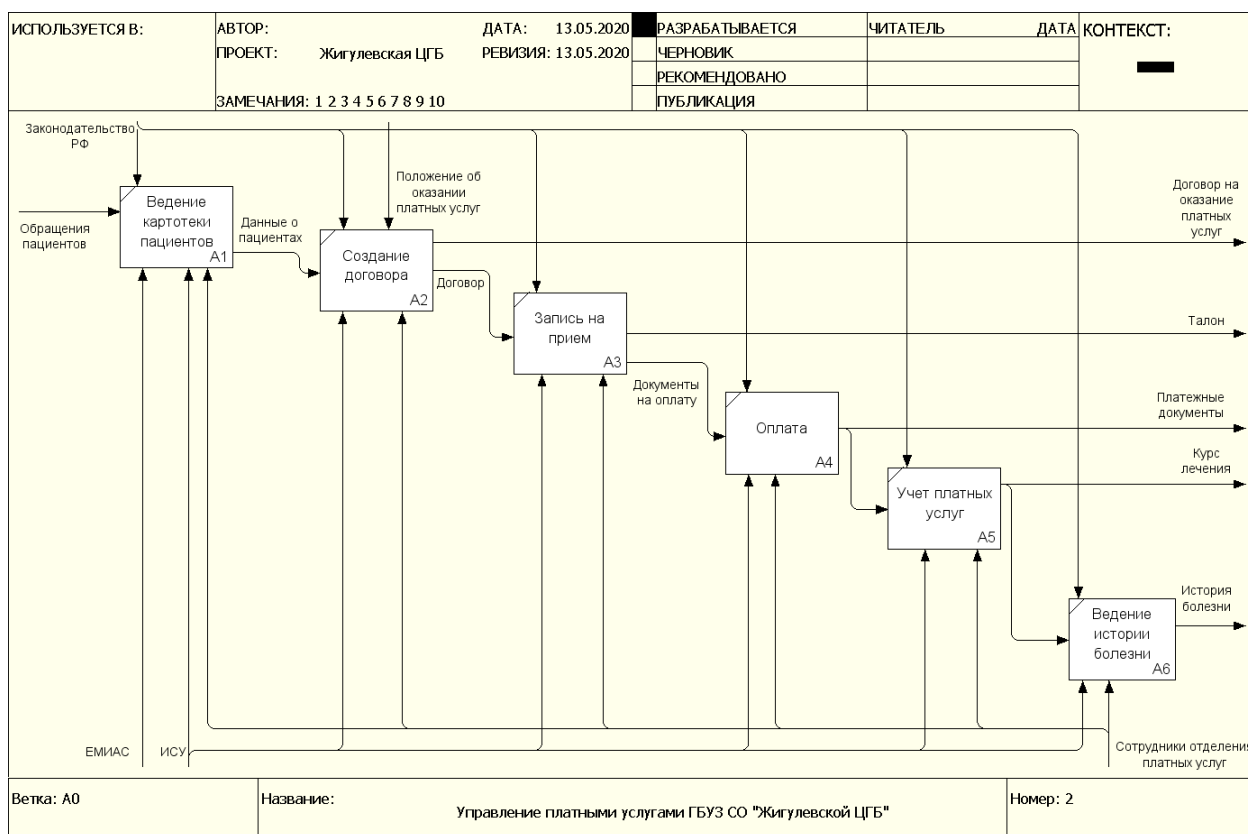 ИСПОЛЬЗУЕТСЯ В:
АВТОР:
ДАТА: 13.05.2020
ПРОЕКТ: Жигулевская ЦГБ
РЕВИЗИЯ: 13.05.2020
ЗАМЕЧАНИЯ: 1 2 3 4 5 6 7 8 9 10
РАЗРАБАТЫВАЕТСЯ
ЧЕРНОВИК
РЕКОМЕНДОВАНО
ПУБЛИКАЦИЯ
ЧИТАТЕЛЬ
ДАТА
КОНТЕКСТ:
Законодательство
РФ
Обращения
пациентов
Ведение
картотеки
пациентов
A1
Данные о
пациентах
Положение об
оказании
платных услуг
Создание
договора
A2
Договор
Договор на
оказание
платных
услуг
Запись на
прием
A3
Талон
Документы
на оплату
Оплата
A4
Платежные
документы
Курс
лечения
Учет платных
услуг
A5
История
болезни
Ведение
истории
болезни
A6
ЕМИАС
ИСУ
Сотрудники отделения
платных услуг
Ветка: A0
Название:
Управление платными услугами ГБУЗ СО "Жигулевской ЦГБ"
Номер: 2